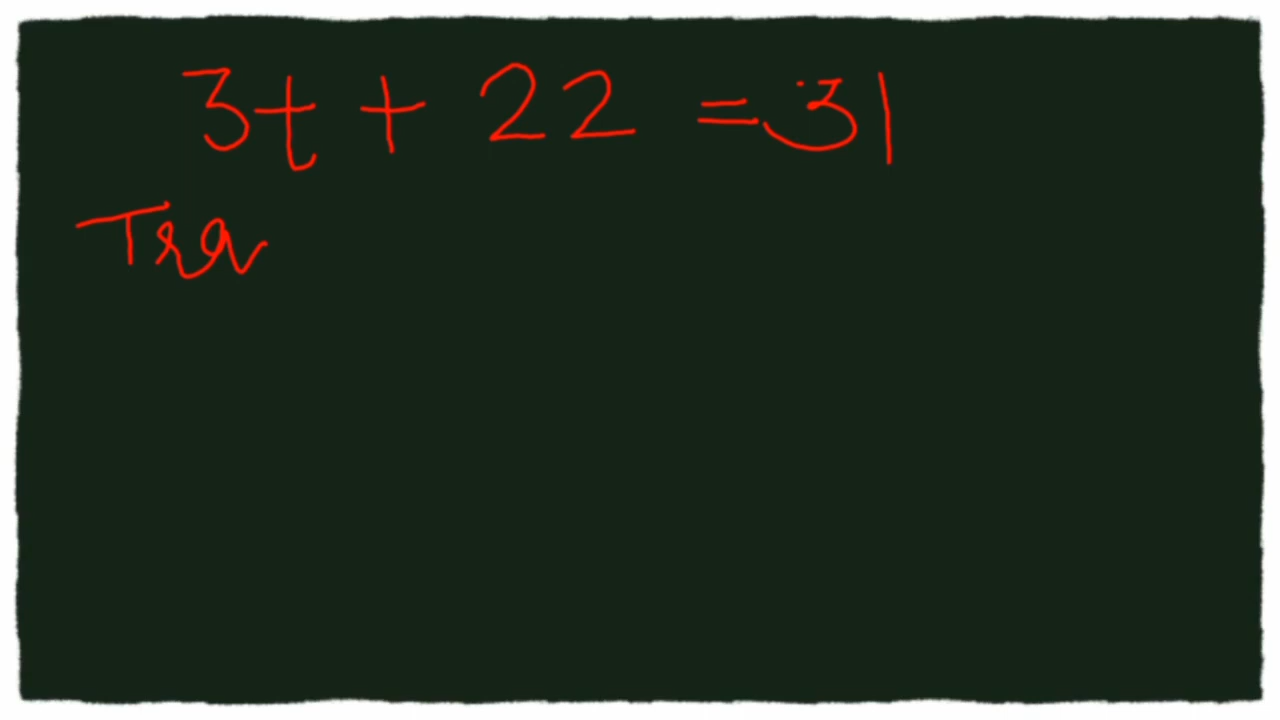 3t + 22 = 31
Tra